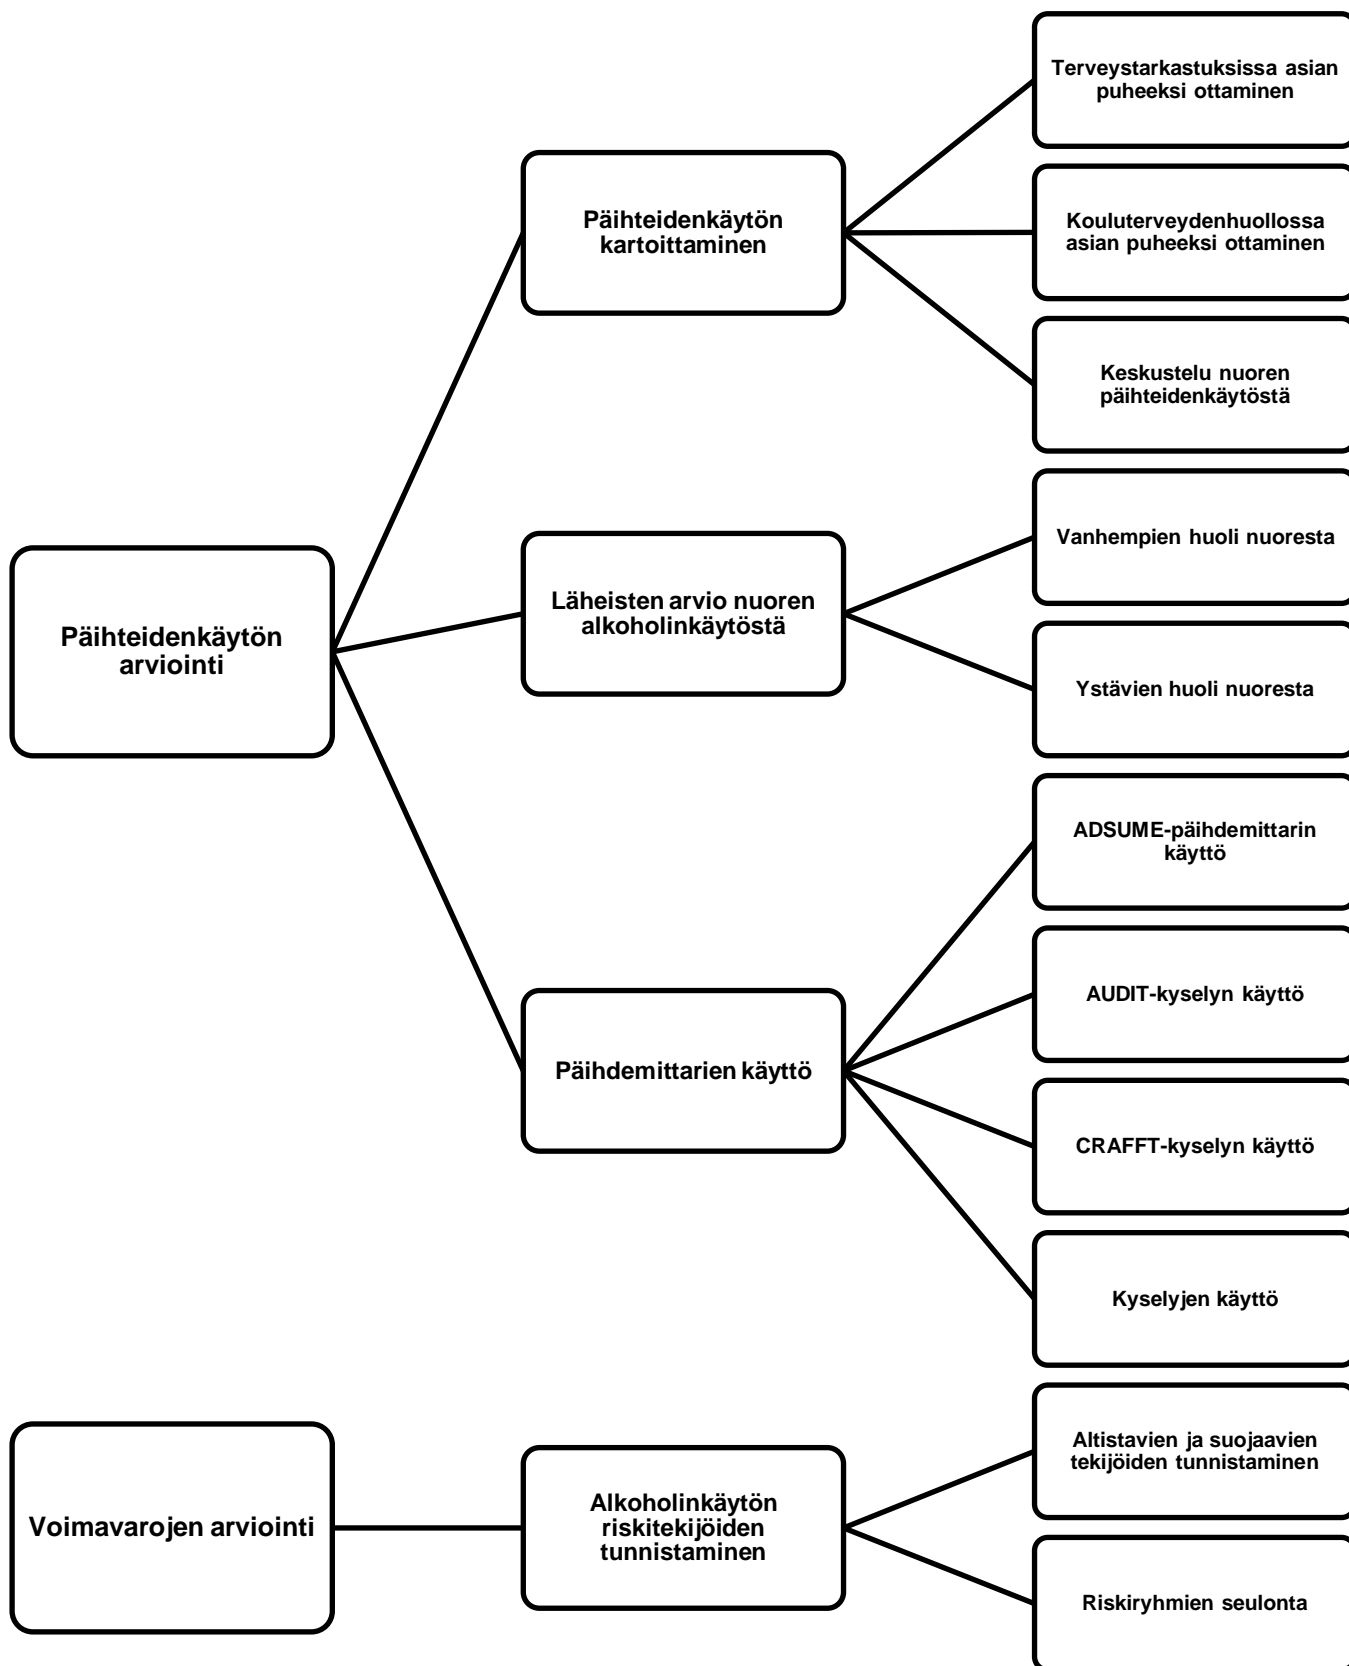 Päihteidenkäytön
arviointi
Päihteidenkäytön
kartoittaminen
Terveystarkastuksissa asian
puheeksi ottaminen
Kouluterveydenhuollossa
asian puheeksi ottaminen
Keskustelu nuoren
päihteidenkäytöstä
Läheisten arvio nuoren
alkoholinkäytöstä
Vanhempien huoli nuoresta
Ystävien huoli nuoresta
Päihdemittarien käyttö
ADSUME-päihdemittarin
käyttö
AUDIT-kyselyn käyttö
CRAFFT-kyselyn käyttö
Kyselyjen käyttö
Voimavarojen arviointi
Alkoholinkäytön
riskitekijöiden
tunnistaminen
Altistavien ja suojaavien
tekijöiden tunnistaminen
Riskiryhmien seulonta